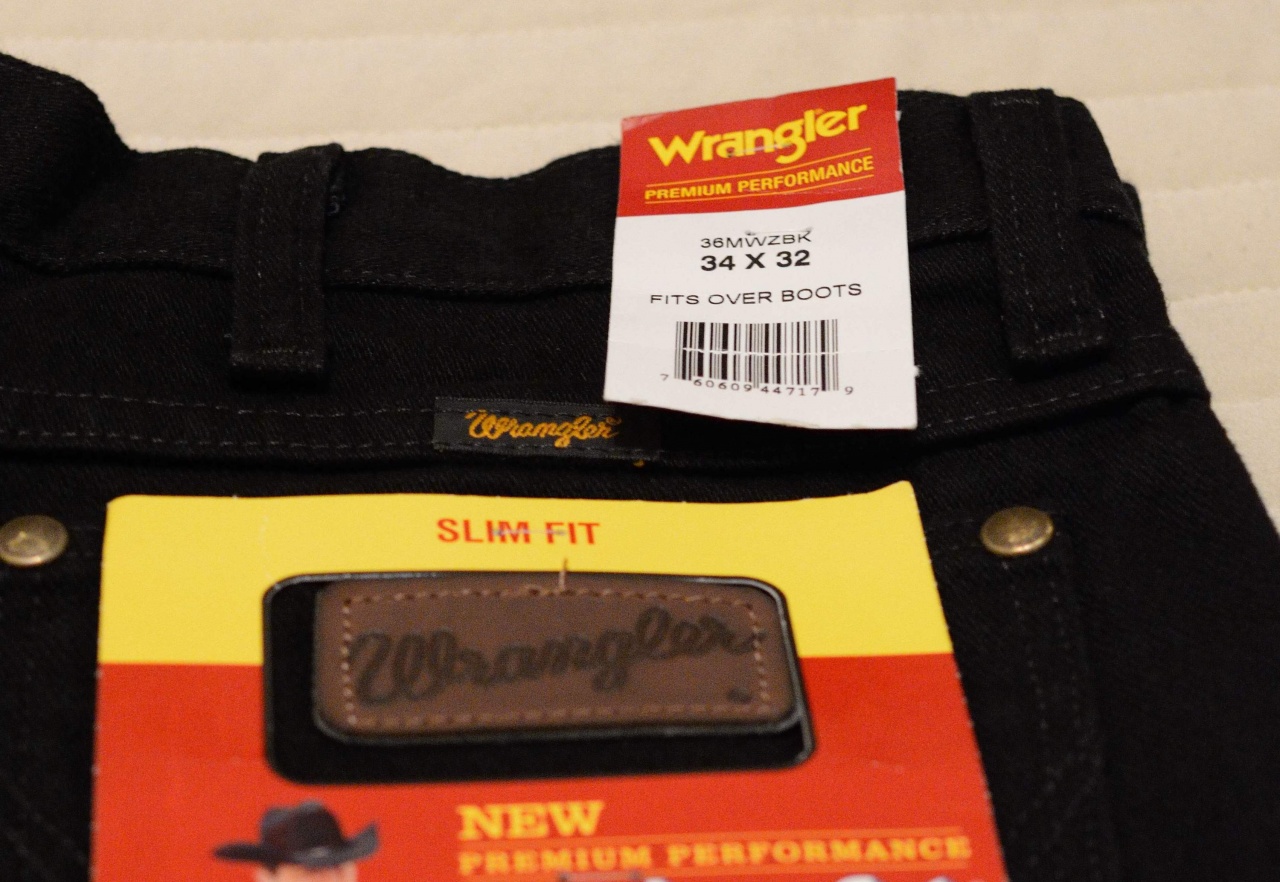 Wrangler
PREMIUM PERFORMANCE
36MWZBK
34 X 32
FITS OVER BOOTS
7 60609 44717 9
Wrangler
SLIM FIT
Wrangler
NEW
PREMIUM PERFORMANCE